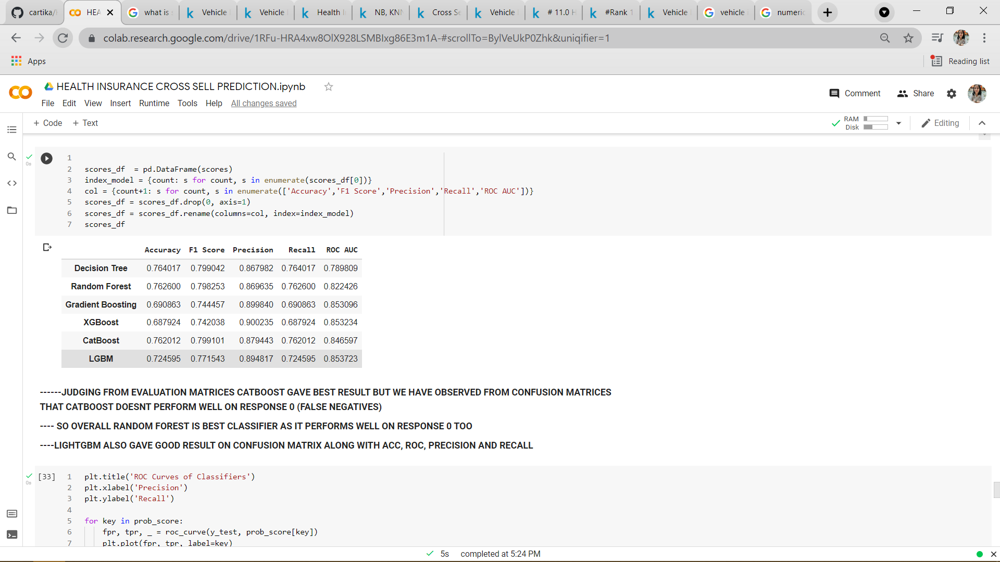 cartika/
HEA
what is
Vehicle
Vehicle
Health I
NB, KNN
Cross Se
Vehicle
# 11.0 H
#Rank 1
Vehicle
vehicle
numeric
colab.research.google.com/drive/1RFu-HRA4xw8OlX928LSMBIxg86E3m1A-#scrollTo=BylVeUkP0Zhk&uniqifier=1
Apps
Reading list
HEALTH INSURANCE CROSS SELL PREDICTION.ipynb
Comment
Share
File Edit View Insert Runtime Tools Help All changes saved
+ Code + Text
RAM
Disk
Editing
0s
1
2 scores_df  = pd.DataFrame(scores)
3 index_model = {count: s for count, s in enumerate(scores_df[0])}
4 col = {count+1: s for count, s in enumerate(['Accuracy','F1 Score','Precision','Recall','ROC AUC'])}
5 scores_df = scores_df.drop(0, axis=1)
6 scores_df = scores_df.rename(columns=col, index=index_model)
7 scores_df
Accuracy F1 Score Precision Recall ROC AUC
Decision Tree 0.764017 0.799042 0.867982 0.764017 0.789809
Random Forest 0.762600 0.798253 0.869635 0.762600 0.822426
Gradient Boosting 0.690863 0.744457 0.899840 0.690863 0.853096
XGBoost 0.687924 0.742038 0.900235 0.687924 0.853234
CatBoost 0.762012 0.799101 0.879443 0.762012 0.846597
LGBM 0.724595 0.771543 0.894817 0.724595 0.853723
------JUDGING FROM EVALUATION MATRICES CATBOOST GAVE BEST RESULT BUT WE HAVE OBSERVED FROM CONFUSION MATRICES
THAT CATBOOST DOESNT PERFORM WELL ON RESPONSE 0 (FALSE NEGATIVES)
---- SO OVERALL RANDOM FOREST IS BEST CLASSIFIER AS IT PERFORMS WELL ON RESPONSE 0 TOO
----LIGHTGBM ALSO GAVE GOOD RESULT ON CONFUSION MATRIX ALONG WITH ACC, ROC, PRECISION AND RECALL
0s
[33] 1 plt.title('ROC Curves of Classifiers')
2 plt.xlabel('Precision')
3 plt.ylabel('Recall')
4
5 for key in prob_score:
6     fpr, tpr, _ = roc_curve(y_test, prob_score[key])
7     plt.plot(fpr, tpr, label=key)
5s completed at 5:24 PM